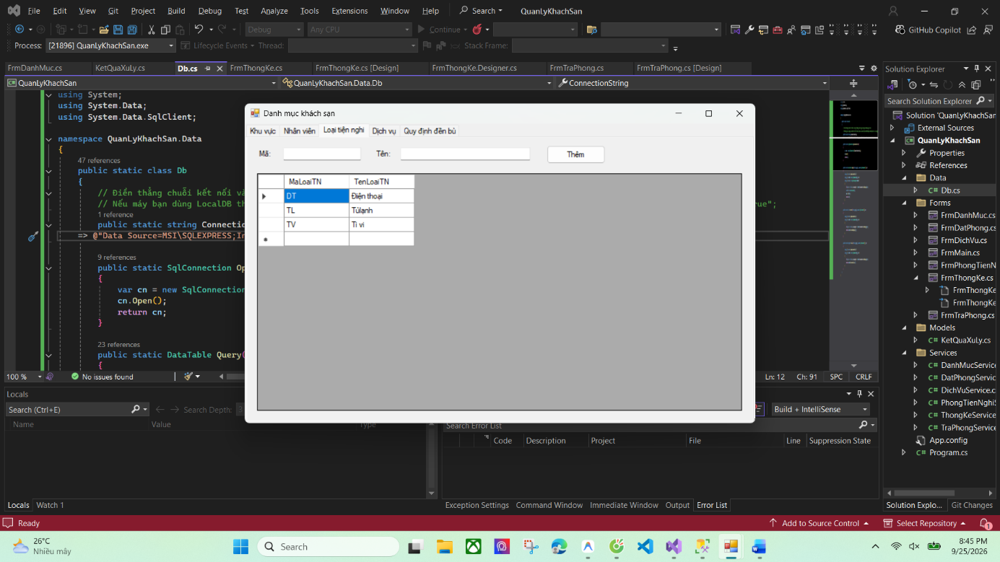 File Edit View Git Project Build Debug Test Analyze Tools Extensions Window Help Search QuanLyKhachSan
Debug Any CPU Continue GitHub Copilot
Process: [21896] QuanLyKhachSan.exe Lifecycle Events Thread: Stack Frame:
FrmDanhMuc.cs KetQuaXuLy.cs Db.cs FrmThongKe.cs FrmThongKe.cs [Design] FrmThongKe.Designer.cs FrmTraPhong.cs FrmTraPhong.cs [Design]
QuanLyKhachSan QuanLyKhachSan.Data.Db ConnectionString
using System;
using System.Data;
using System.Data.SqlClient;
namespace QuanLyKhachSan.Data
{
47 references
public static class Db
{
// Điền thẳng chuỗi kết nối
// Nếu máy bạn dùng LocalDB
rue";
1 reference
public static string Connection
=> @"Data Source=MSI\SQLEXPRESS;In
9 references
public static SqlConnection Op
{
var cn = new SqlConnection
cn.Open();
return cn;
}
23 references
public static DataTable Query(
{
100 % No issues found Ln: 12 Ch: 91 SPC CRLF
Danh mục khách sạn
Khu vực Nhân viên Loại tiện nghi Dịch vụ Quy định đền bù
Mã: Tên: Thêm
MaLoaiTN TenLoaiTN
DT Điện thoại
TL Tủlạnh
TV Ti vi
Locals
Search (Ctrl+E) Search Depth: 3
Name Value Type
Build + IntelliSense
Search Error List
Code Description Project File Line Suppression State
Locals Watch 1
Exception Settings Command Window Immediate Window Output Error List
Solution Explorer
Search Solution Explorer
Solution 'QuanLyKhachSan
External Sources
QuanLyKhachSan
Properties
References
Data
Db.cs
Forms
FrmDanhMuc.cs
FrmDatPhong.cs
FrmDichVu.cs
FrmMain.cs
FrmPhongTienN
FrmThongKe.cs
FrmThongKe
FrmThongKe
FrmTraPhong.cs
Models
KetQuaXuLy.cs
Services
DanhMucService
DatPhongServic
DichVuService.c
PhongTienNghiS
ThongKeService
TraPhongService
App.config
Program.cs
Solution Explo... Git Changes
Ready Add to Source Control Select Repository 1
26°C
Nhiều mây
Search
8:45 PM
9/25/2026